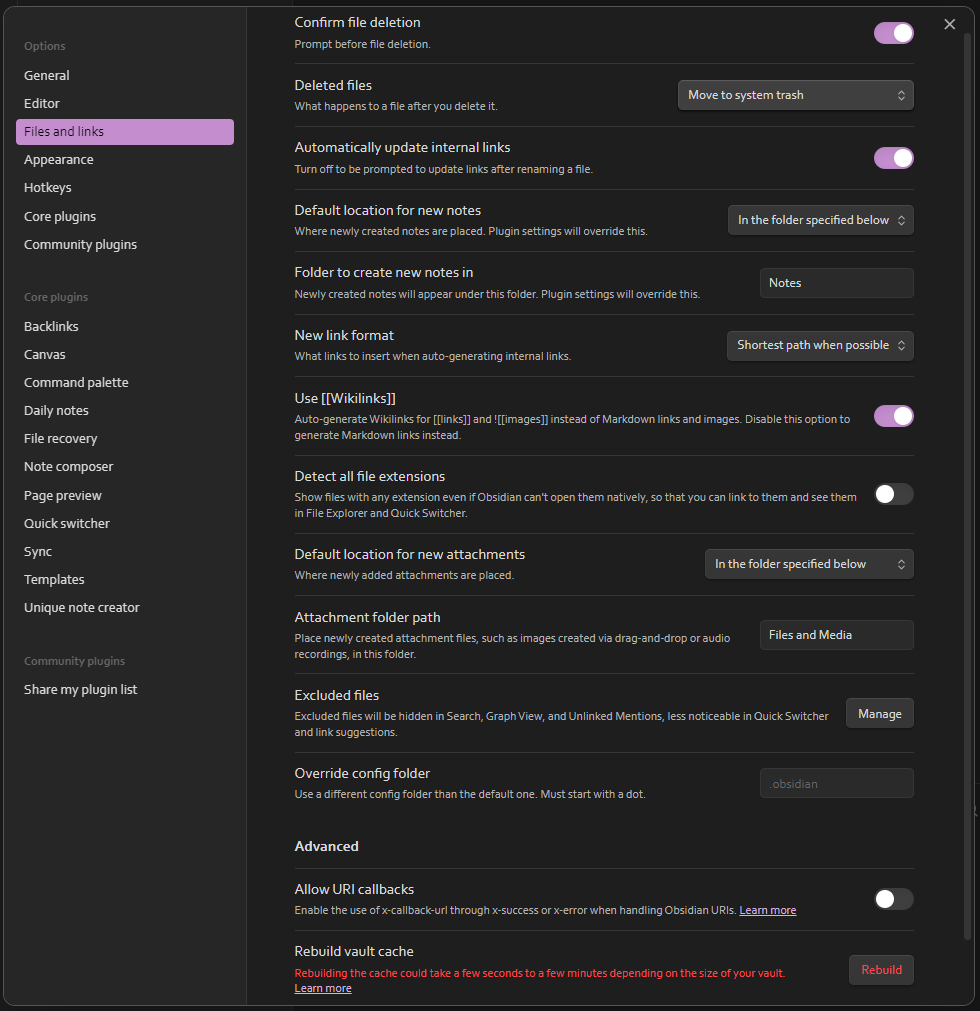 Options
General
Editor
Files and links
Appearance
Hotkeys
Core plugins
Community plugins
Core plugins
Backlinks
Canvas
Command palette
Daily notes
File recovery
Note composer
Page preview
Quick switcher
Sync
Templates
Unique note creator
Community plugins
Share my plugin list
Confirm file deletion
Prompt before file deletion.
Deleted files
What happens to a file after you delete it.
Move to system trash
Automatically update internal links
Turn off to be prompted to update links after renaming a file.
Default location for new notes
Where newly created notes are placed. Plugin settings will override this.
In the folder specified below
Folder to create new notes in
Newly created notes will appear under this folder. Plugin settings will override this.
Notes
New link format
What links to insert when auto-generating internal links.
Shortest path when possible
Use [[Wikilinks]]
Auto-generate Wikilinks for [[links]] and ![[images]] instead of Markdown links and images. Disable this option to
generate Markdown links instead.
Detect all file extensions
Show files with any extension even if Obsidian can't open them natively, so that you can link to them and see them
in File Explorer and Quick Switcher.
Default location for new attachments
Where newly added attachments are placed.
In the folder specified below
Attachment folder path
Place newly created attachment files, such as images created via drag-and-drop or audio
recordings, in this folder.
Files and Media
Excluded files
Excluded files will be hidden in Search, Graph View, and Unlinked Mentions, less noticeable in Quick Switcher
and link suggestions.
Manage
Override config folder
Use a different config folder than the default one. Must start with a dot.
.obsidian
Advanced
Allow URI callbacks
Enable the use of x-callback-url through x-success or x-error when handling Obsidian URIs. Learn more
Rebuild vault cache
Rebuilding the cache could take a few seconds to a few minutes depending on the size of your vault.
Learn more
Rebuild